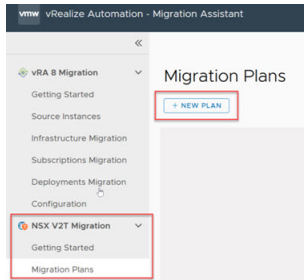 vmw vRealize Automation - Migration Assistant
«
vRA 8 Migration
Getting Started
Source Instances
Infrastructure Migration
Subscriptions Migration
Deployments Migration
Configuration
NSX V2T Migration
Getting Started
Migration Plans
Migration Plans
+ NEW PLAN